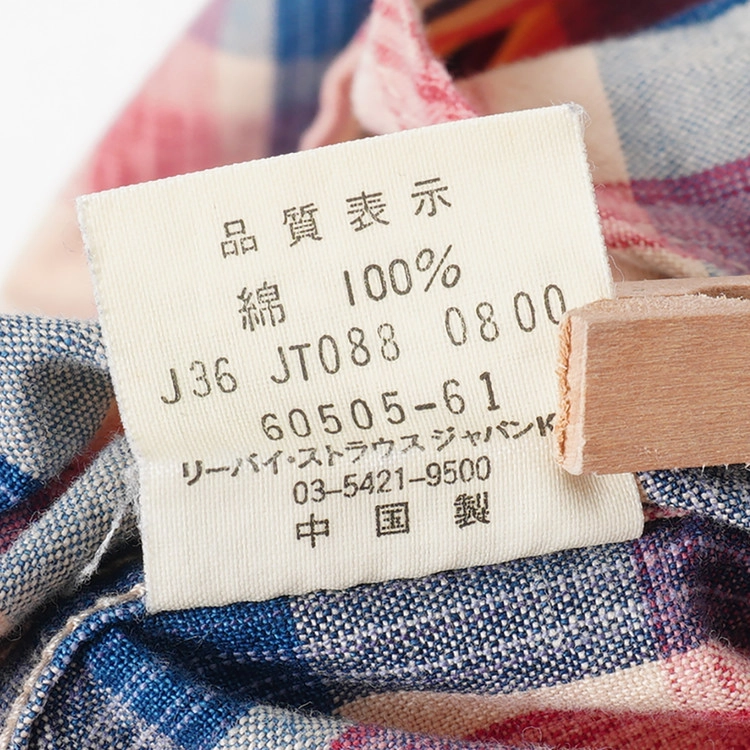 品質表示
綿 100%
J36 JT088 0800
60505-61
リーバイ・ストラウス ジャパンK
03-5421-9500
中国製